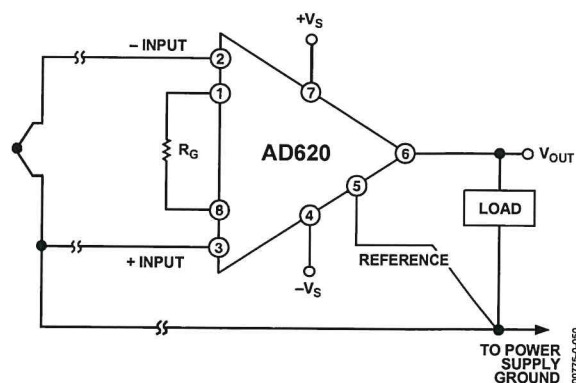 +VS
– INPUT
2
1
7
RG
AD620
6
VOUT
5
LOAD
8
4
3
REFERENCE
+ INPUT
–VS
TO POWER
SUPPLY
GROUND
00775-0-050